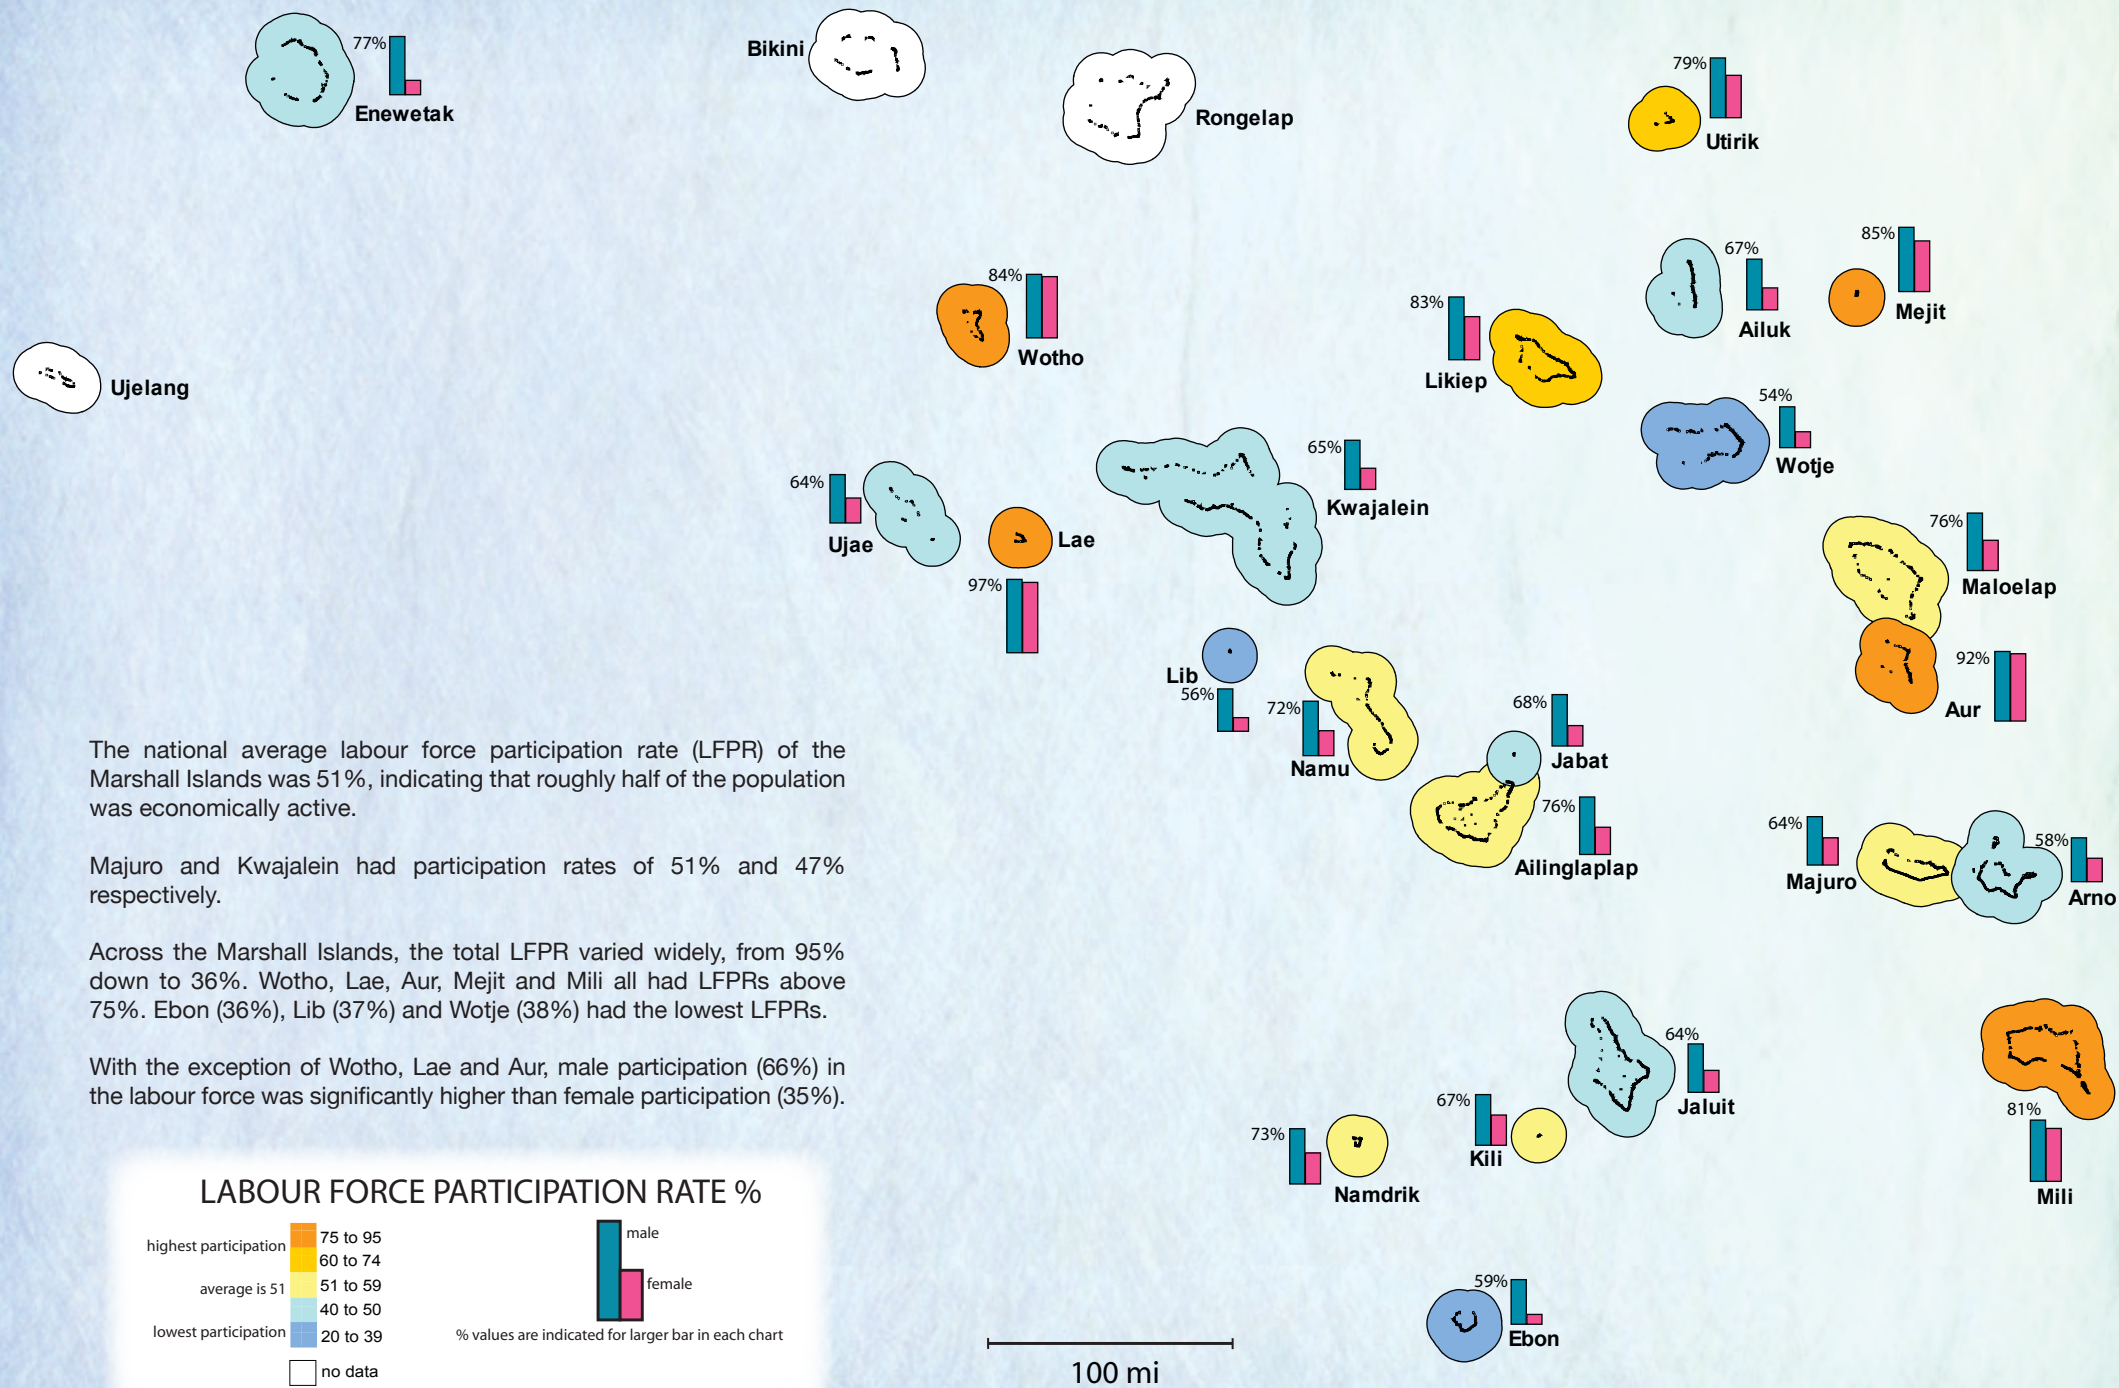 77%
Enewetak
Bikini
Rongelap
79%
Utirik
84%
Wotho
83%
Likiep
67%
Ailuk
85%
Mejit
Ujelang
54%
Wotje
64%
Ujae
Lae
97%
65%
Kwajalein
76%
Maloelap
92%
Aur
Lib
56%
72%
Namu
68%
Jabat
76%
Ailinglaplap
64%
Majuro
58%
Arno
The national average labour force participation rate (LFPR) of the
Marshall Islands was 51%, indicating that roughly half of the population
was economically active.
Majuro and Kwajalein had participation rates of 51% and 47%
respectively.
Across the Marshall Islands, the total LFPR varied widely, from 95%
down to 36%. Wotho, Lae, Aur, Mejit and Mili all had LFPRs above
75%. Ebon (36%), Lib (37%) and Wotje (38%) had the lowest LFPRs.
With the exception of Wotho, Lae and Aur, male participation (66%) in
the labour force was significantly higher than female participation (35%).
64%
Jaluit
81%
Mili
67%
Kili
73%
Namdrik
59%
Ebon
LABOUR FORCE PARTICIPATION RATE %
highest participation
average is 51
lowest participation
75 to 95
60 to 74
51 to 59
40 to 50
20 to 39
no data
male
female
% values are indicated for larger bar in each chart
100 mi